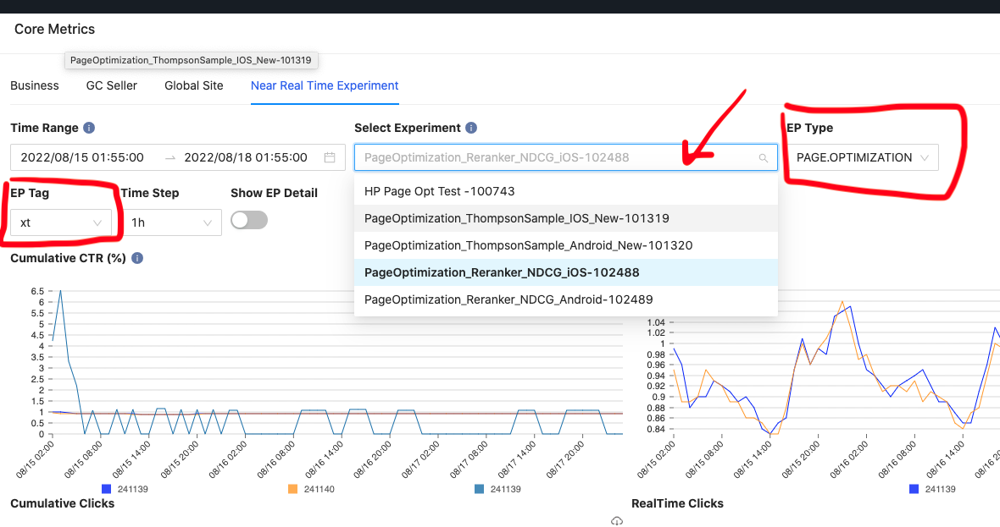 Core Metrics
PageOptimization_ThompsonSample_IOS_New-101319
Business GC Seller Global Site Near Real Time Experiment
Time Range Select Experiment EP Type
2022/08/15 01:55:00 → 2022/08/18 01:55:00 PageOptimization_Reranker_NDCG_iOS-102488 PAGE.OPTIMIZATION
EP Tag Time Step Show EP Detail
xt 1h
HP Page Opt Test -100743
PageOptimization_ThompsonSample_IOS_New-101319
PageOptimization_ThompsonSample_Android_New-101320
PageOptimization_Reranker_NDCG_iOS-102488
PageOptimization_Reranker_NDCG_Android-102489
Cumulative CTR (%)
6.5
6
5.5
5
4.5
4
3.5
3
2.5
2
1.5
1
0.5
0
08/15 02:00 08/15 08:00 08/15 14:00 08/15 20:00 08/16 02:00 08/16 08:00 08/16 14:00 08/16 20:00 08/17 02:00 08/17 08:00 08/17 14:00 08/17 20:00
241139 241140 241139
1.04
1.02
1
0.98
0.96
0.94
0.92
0.9
0.88
0.86
0.84
08/15 02:00 08/15 08:00 08/15 14:00 08/15 20:00 08/16 02:00 08/16 08:00 08/16 14:00 08/16 20
241139
Cumulative Clicks RealTime Clicks